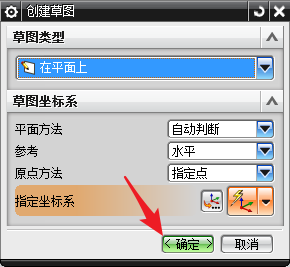 创建草图
草图类型
在平面上
草图坐标系
平面方法 自动判断
参考 水平
原点方法 指定点
指定坐标系
< 确定 > 取消